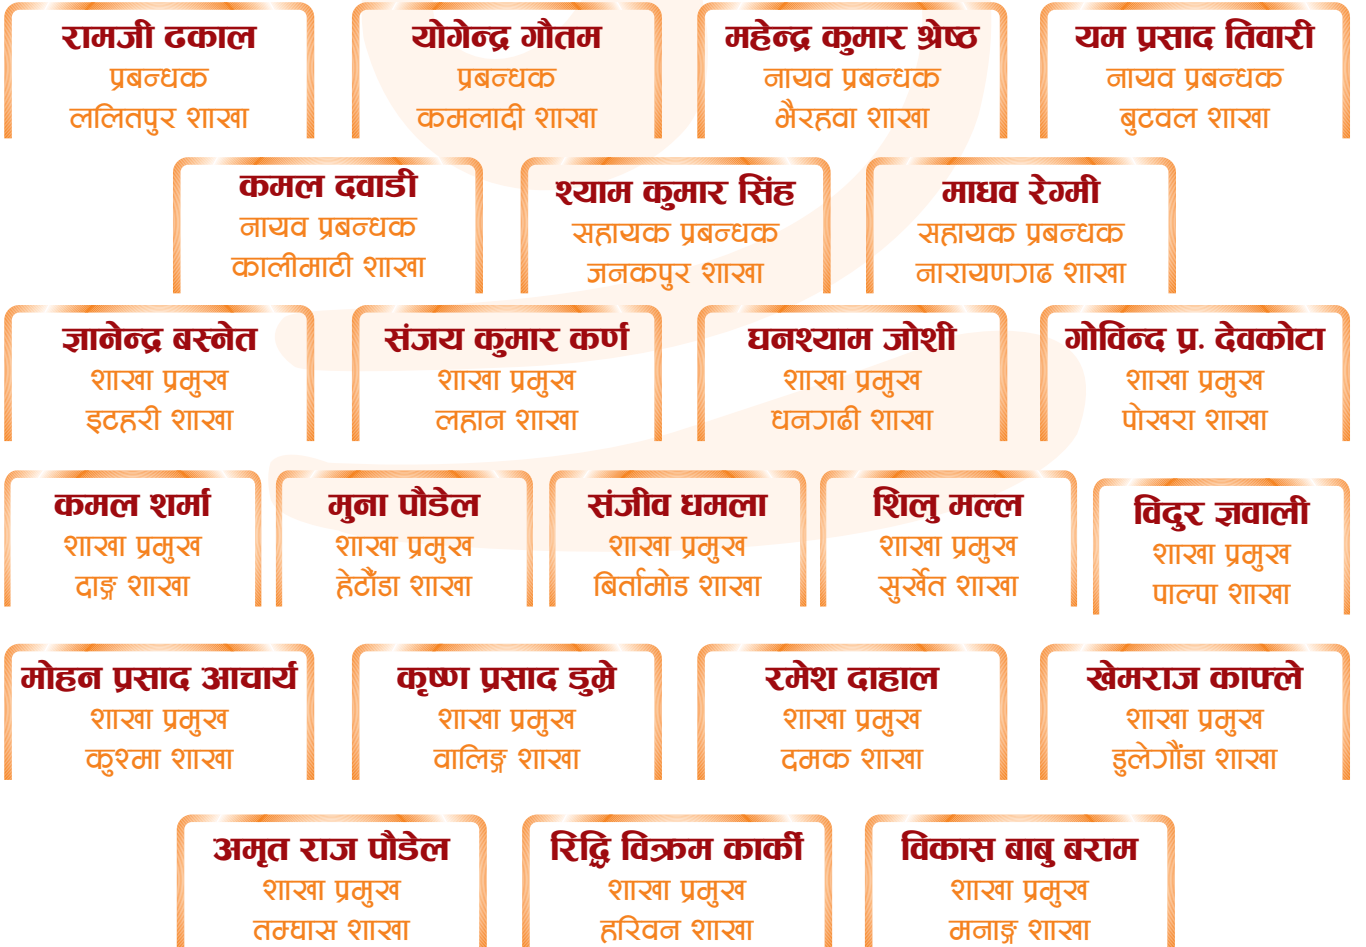 रामजी ढकाल
प्रबन्धक
ललितपुर शाखा
योगेन्द्र गौतम
प्रबन्धक
कमलादी शाखा
महेन्द्र कुमार श्रेष्ठ
नायव प्रबन्धक
भैरहवा शाखा
यम प्रसाद तिवारी
नायव प्रबन्धक
बुटवल शाखा
कमल दवाडी
नायव प्रबन्धक
कालीमाटी शाखा
श्याम कुमार सिंह
सहायक प्रबन्धक
जनकपुर शाखा
माधव रेग्मी
सहायक प्रबन्धक
नारायणगढ शाखा
ज्ञानेन्द्र बस्नेत
शाखा प्रमुख
इटहरी शाखा
संजय कुमार कर्ण
शाखा प्रमुख
लहान शाखा
घनश्याम जोशी
शाखा प्रमुख
धनगढी शाखा
गोविन्द प्र. देवकोटा
शाखा प्रमुख
पोखरा शाखा
कमल शर्मा
शाखा प्रमुख
दाङ्ग शाखा
मुना पौडेल
शाखा प्रमुख
हेटौँडा शाखा
संजीव धमला
शाखा प्रमुख
बिर्तामोड शाखा
शिलु मल्ल
शाखा प्रमुख
सुर्खेत शाखा
विदुर ज्ञवाली
शाखा प्रमुख
पाल्पा शाखा
मोहन प्रसाद आचार्य
शाखा प्रमुख
कुश्मा शाखा
कृष्ण प्रसाद डुम्रे
शाखा प्रमुख
वालिङ्ग शाखा
रमेश दाहाल
शाखा प्रमुख
दमक शाखा
खेमराज काफ्ले
शाखा प्रमुख
डुलेगौंडा शाखा
अमृत राज पौडेल
शाखा प्रमुख
तम्घास शाखा
रिद्धि विक्रम कार्की
शाखा प्रमुख
हरिवन शाखा
विकास बाबु बराम
शाखा प्रमुख
मनाङ्ग शाखा